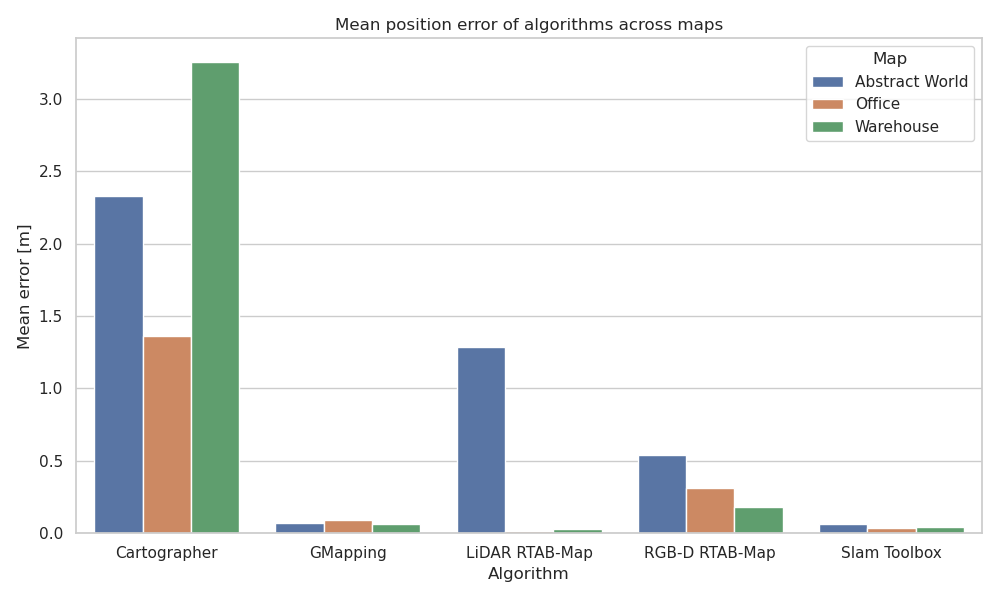 Mean position error of algorithms across maps
Map
Abstract World
Office
Warehouse
Mean error [m]
3.0
2.5
2.0
1.5
1.0
0.5
0.0
Cartographer
GMapping
LiDAR RTAB-Map
RGB-D RTAB-Map
Slam Toolbox
Algorithm